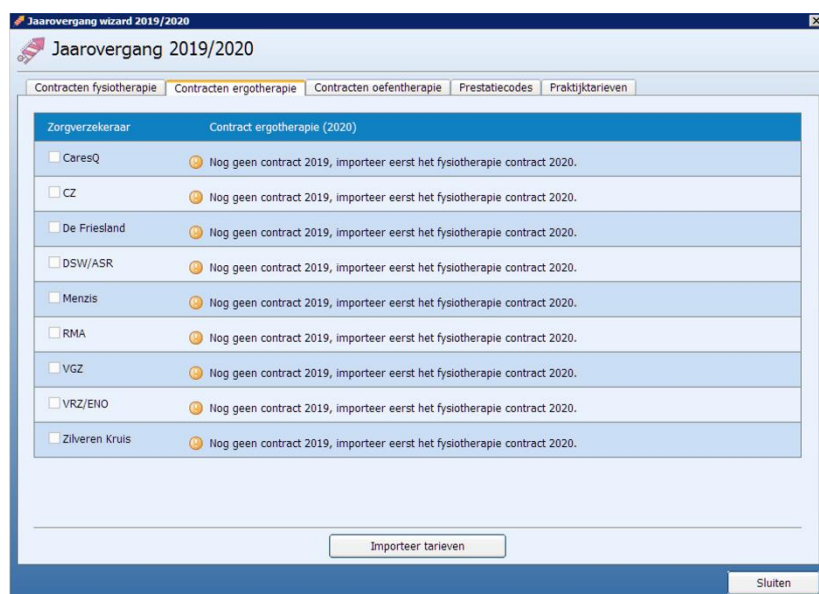 Jaarovergang wizard 2019/2020
Jaarovergang 2019/2020
Contracten fysiotherapie Contracten ergotherapie Contracten oefentherapie Prestatiecodes Praktijktarieven
Zorgverzekeraar Contract ergotherapie (2020)
CaresQ Nog geen contract 2019, importeer eerst het fysiotherapie contract 2020.
CZ Nog geen contract 2019, importeer eerst het fysiotherapie contract 2020.
De Friesland Nog geen contract 2019, importeer eerst het fysiotherapie contract 2020.
DSW/ASR Nog geen contract 2019, importeer eerst het fysiotherapie contract 2020.
Menzis Nog geen contract 2019, importeer eerst het fysiotherapie contract 2020.
RMA Nog geen contract 2019, importeer eerst het fysiotherapie contract 2020.
VGZ Nog geen contract 2019, importeer eerst het fysiotherapie contract 2020.
VRZ/ENO Nog geen contract 2019, importeer eerst het fysiotherapie contract 2020.
Zilveren Kruis Nog geen contract 2019, importeer eerst het fysiotherapie contract 2020.
Importeer tarieven
Sluiten